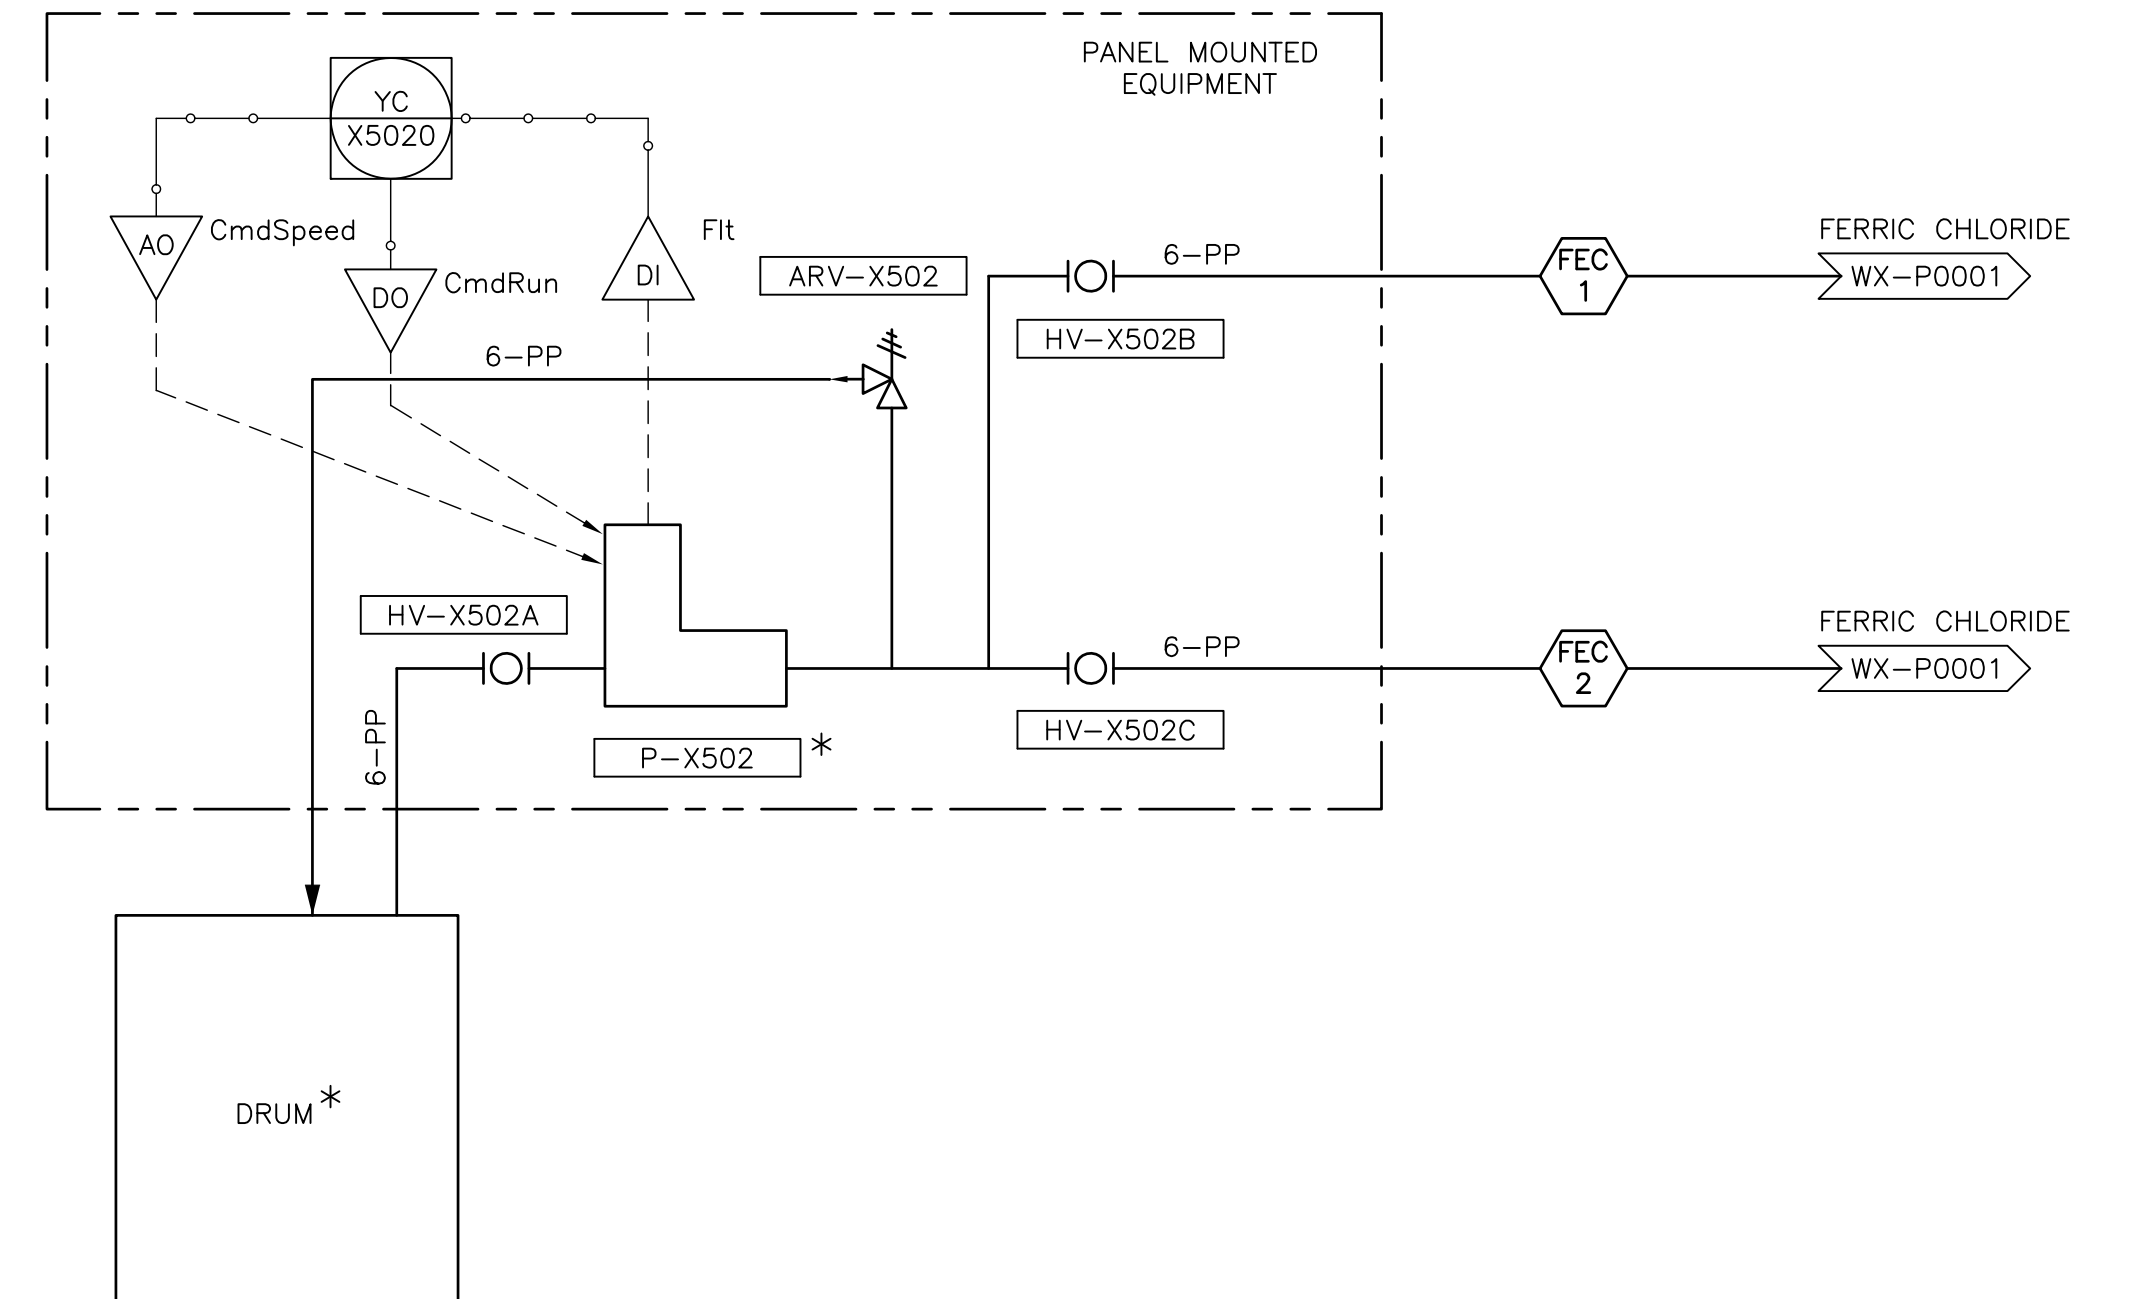 PANEL MOUNTED
EQUIPMENT
YC
X5020
AO
CmdSpeed
DO
CmdRun
DI
Flt
ARV-X502
6-PP
HV-X502B
FEC
1
FERRIC CHLORIDE
WX-P0001
6-PP
HV-X502A
6-PP
P-X502 *
6-PP
HV-X502C
FEC
2
FERRIC CHLORIDE
WX-P0001
DRUM *